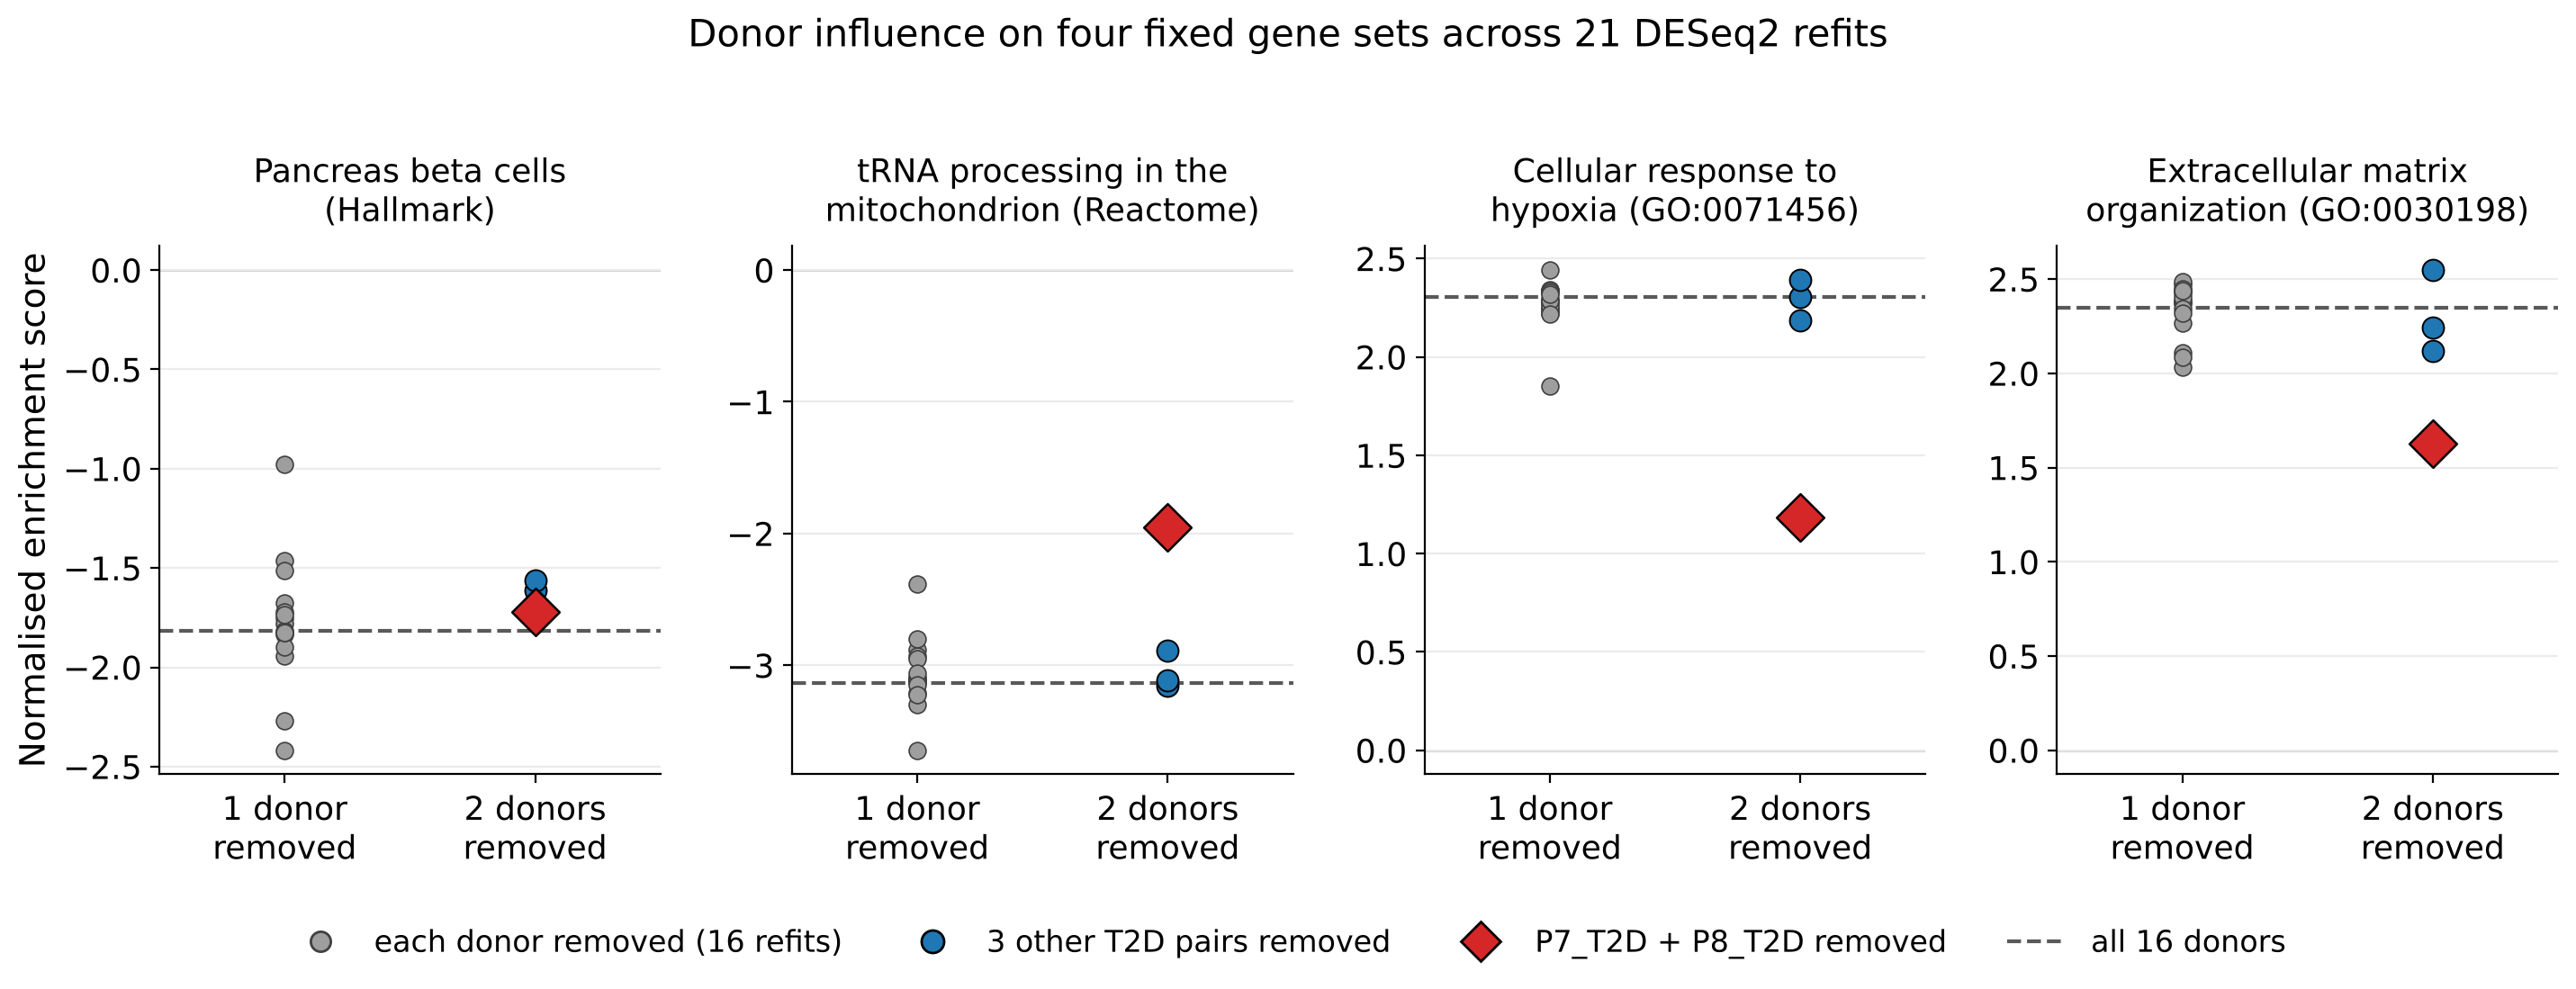 Donor influence on four fixed gene sets across 21 DESeq2 refits
Pancreas beta cells
(Hallmark)
tRNA processing in the
mitochondrion (Reactome)
Cellular response to
hypoxia (GO:0071456)
Extracellular matrix
organization (GO:0030198)
Normalised enrichment score
0.0
−0.5
−1.0
−1.5
−2.0
−2.5
1 donor
removed
2 donors
removed
0
−1
−2
−3
1 donor
removed
2 donors
removed
2.5
2.0
1.5
1.0
0.5
0.0
1 donor
removed
2 donors
removed
2.5
2.0
1.5
1.0
0.5
0.0
1 donor
removed
2 donors
removed
each donor removed (16 refits)
3 other T2D pairs removed
P7_T2D + P8_T2D removed
all 16 donors